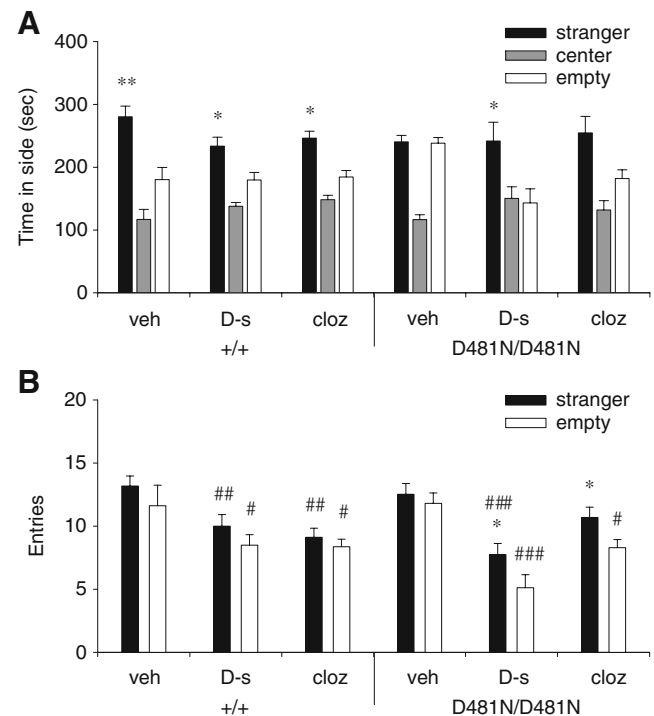 A
400
300
200
100
0
Time in side (sec)
stranger
center
empty
**
*
*
*
veh D-s cloz veh D-s cloz
+/+ D481N/D481N
B
20
15
10
5
0
Entries
stranger
empty
## # ## # ### * ### * #
veh D-s cloz veh D-s cloz
+/+ D481N/D481N